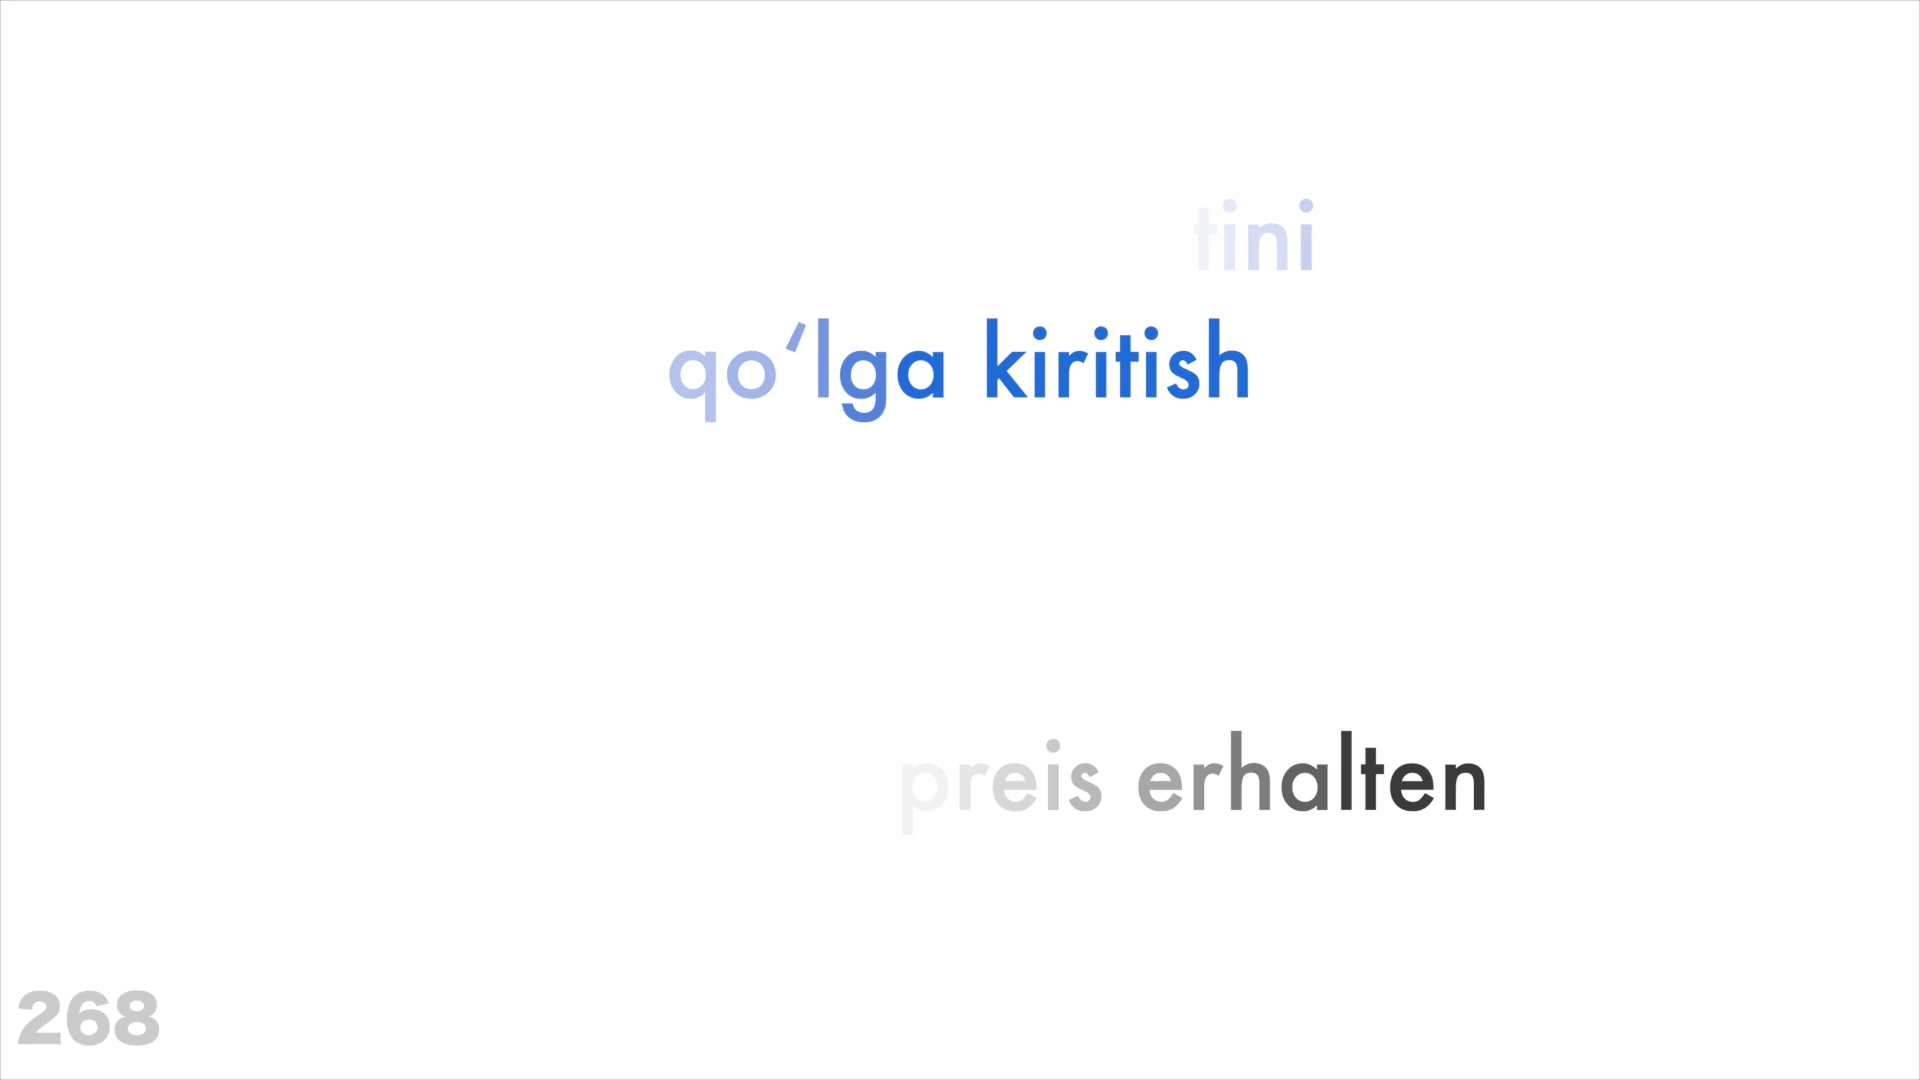 tini
qo‘lga kiritish
preis erhalten
268